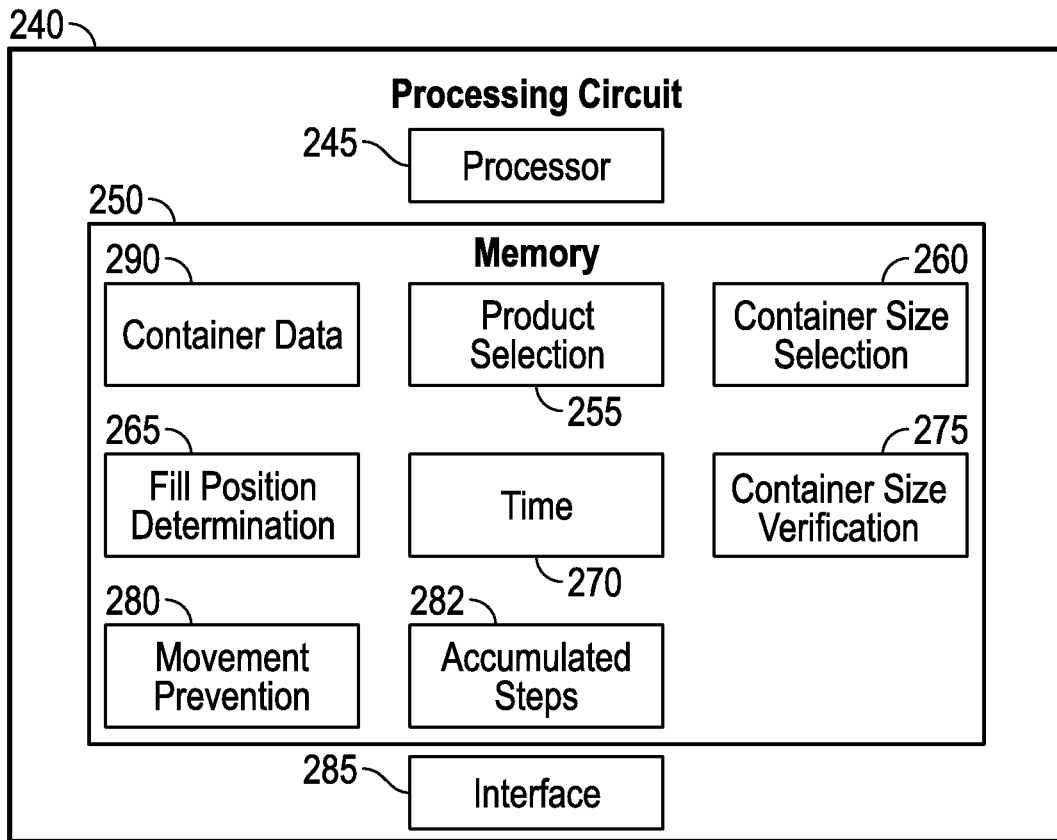 240
Processing Circuit
245
Processor
250
Memory
290
260
Container Data
Product
Selection
Container Size
Selection
255
265
275
Fill Position
Determination
Time
Container Size
Verification
270
280
282
Movement
Prevention
Accumulated
Steps
285
Interface